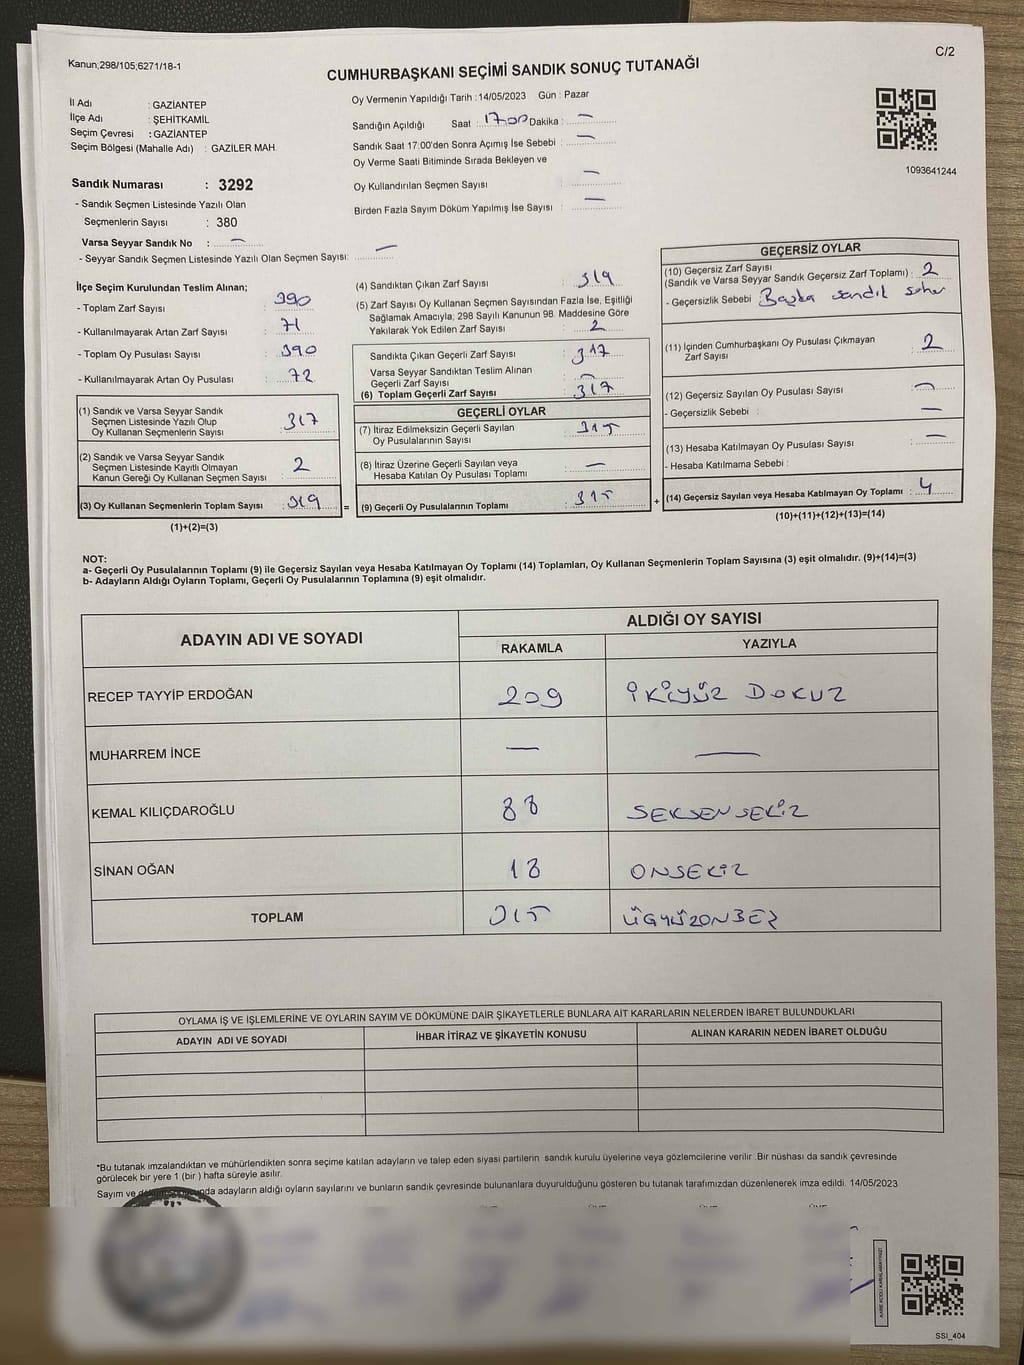 Kanun,298/105;6271/18-1
C/2
CUMHURBAŞKANI SEÇİMİ SANDIK SONUÇ TUTANAĞI
İl Adı : GAZİANTEP
İlçe Adı : ŞEHİTKAMİL
Seçim Çevresi : GAZİANTEP
Seçim Bölgesi (Mahalle Adı) : GAZİLER MAH.
Oy Vermenin Yapıldığı Tarih : 14/05/2023 Gün : Pazar
Sandığın Açıldığı Saat : 17:00 Dakika : —
Sandık Saat 17:00'den Sonra Açımış İse Sebebi : —
Oy Verme Saati Bitiminde Sırada Bekleyen ve
Oy Kullandırılan Seçmen Sayısı : —
Birden Fazla Sayım Döküm Yapılmış İse Sayısı : —
1093641244
Sandık Numarası : 3292
- Sandık Seçmen Listesinde Yazılı Olan
Seçmenlerin Sayısı : 380
Varsa Seyyar Sandık No : —
- Seyyar Sandık Seçmen Listesinde Yazılı Olan Seçmen Sayısı: —
İlçe Seçim Kurulundan Teslim Alınan;
- Toplam Zarf Sayısı : 390
- Kullanılmayarak Artan Zarf Sayısı : 71
- Toplam Oy Pusulası Sayısı : 390
- Kullanılmayarak Artan Oy Pusulası : 72
(1) Sandık ve Varsa Seyyar Sandık
Seçmen Listesinde Yazılı Olup
Oy Kullanan Seçmenlerin Sayısı : 317
(2) Sandık ve Varsa Seyyar Sandık
Seçmen Listesinde Kayıtlı Olmayan
Kanun Gereği Oy Kullanan Seçmen Sayısı : 2
(3) Oy Kullanan Seçmenlerin Toplam Sayısı : 319 =
(1)+(2)=(3)
(4) Sandıktan Çıkan Zarf Sayısı : 319
(5) Zarf Sayısı Oy Kullanan Seçmen Sayısından Fazla İse, Eşitliği
Sağlamak Amacıyla; 298 Sayılı Kanunun 98. Maddesine Göre
Yakılarak Yok Edilen Zarf Sayısı : 2
Sandıkta Çıkan Geçerli Zarf Sayısı : 317
Varsa Seyyar Sandıktan Teslim Alınan
Geçerli Zarf Sayısı : —
(6) Toplam Geçerli Zarf Sayısı : 317
GEÇERLİ OYLAR
(7) İtiraz Edilmeksizin Geçerli Sayılan
Oy Pusulalarının Sayısı : 315
(8) İtiraz Üzerine Geçerli Sayılan veya
Hesaba Katılan Oy Pusulası Toplamı : —
(9) Geçerli Oy Pusulalarının Toplamı : 315 +
GEÇERSİZ OYLAR
(10) Geçersiz Zarf Sayısı
(Sandık ve Varsa Seyyar Sandık Geçersiz Zarf Toplamı) : 2
- Geçersizlik Sebebi : Başka sandık
(11) İçinden Cumhurbaşkanı Oy Pusulası Çıkmayan
Zarf Sayısı : 2
(12) Geçersiz Sayılan Oy Pusulası Sayısı : —
- Geçersizlik Sebebi : —
(13) Hesaba Katılmayan Oy Pusulası Sayısı : —
- Hesaba Katılmama Sebebi :
(14) Geçersiz Sayılan veya Hesaba Katılmayan Oy Toplamı : 4
(10)+(11)+(12)+(13)=(14)
NOT:
a- Geçerli Oy Pusulalarının Toplamı (9) ile Geçersiz Sayılan veya Hesaba Katılmayan Oy Toplamı (14) Toplamları, Oy Kullanan Seçmenlerin Toplam Sayısına (3) eşit olmalıdır. (9)+(14)=(3)
b- Adayların Aldığı Oyların Toplamı, Geçerli Oy Pusulalarının Toplamına (9) eşit olmalıdır.
ADAYIN ADI VE SOYADI ALDIĞI OY SAYISI
RAKAMLA YAZIYLA
RECEP TAYYİP ERDOĞAN 209 İKİYÜZ DOKUZ
MUHARREM İNCE — —
KEMAL KILIÇDAROĞLU 88 SEKSENSEKİZ
SİNAN OĞAN 18 ONSEKİZ
TOPLAM 315 ÜÇYÜZONBEŞ
OYLAMA İŞ VE İŞLEMLERİNE VE OYLARIN SAYIM VE DÖKÜMÜNE DAİR ŞİKAYETLERLE BUNLARA AİT KARARLARIN NELERDEN İBARET BULUNDUKLARI
ADAYIN ADI VE SOYADI İHBAR İTİRAZ VE ŞİKAYETİN KONUSU ALINAN KARARIN NEDEN İBARET OLDUĞU
*Bu tutanak imzalandıktan ve mühürlendikten sonra seçime katılan adayların ve talep eden siyasi partilerin sandık kurulu üyelerine veya gözlemcilerine verilir .Bir nüshası da sandık çevresinde
görülecek bir yere 1 (bir ) hafta süreyle asılır.
Sayım ve adayların aldığı oyların sayılarını ve bunların sandık çevresinde bulunanlara duyurulduğunu gösteren bu tutanak tarafımızdan düzenlenerek imza edildi. 14/05/2023
SSI_404